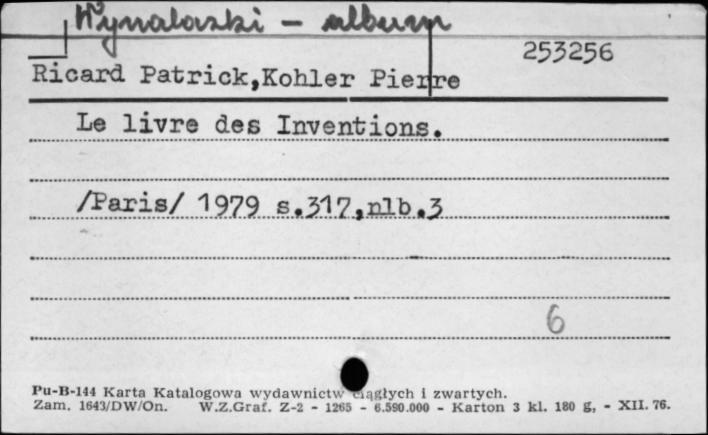 Wynalazki - album
253256
Ricard Patrick,Kohler Pierre
Le livre des Inventions.
/Paris/ 1979 s.317,nlb.3
6
Pu-B-144 Karta Katalogowa wydawnictw ciągłych i zwartych.
Zam. 1643/DW/On. W.Z.Graf. Z-2 - 1265 - 6.590.000 - Karton 3 kl. 180 g, - XII. 76.